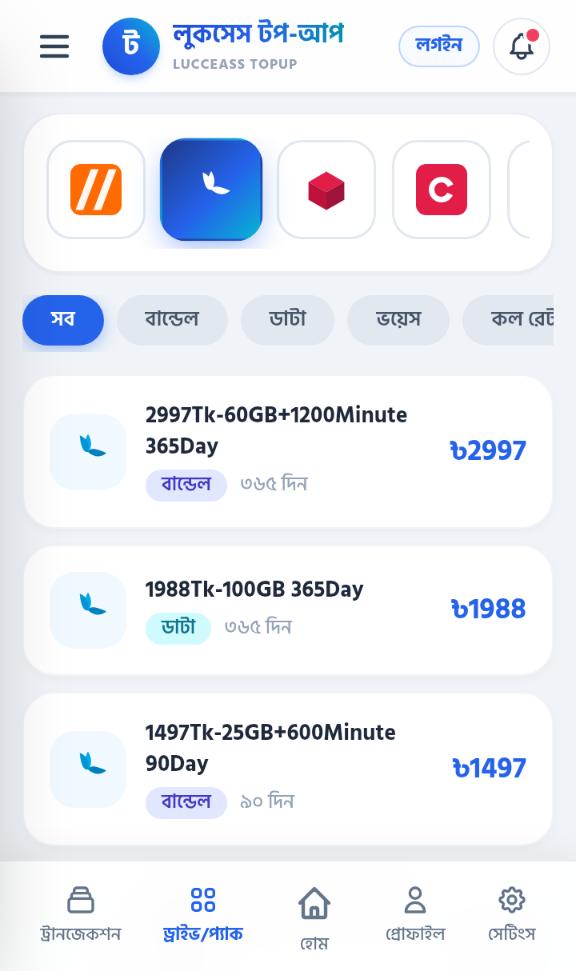 ট
লুকসেস টপ-আপ
LUCCEASS TOPUP
লগইন
C
সব
বান্ডেল
ডাটা
ভয়েস
কল রেট
2997Tk-60GB+1200Minute
365Day
বান্ডেল ৩৬৫ দিন
৳2997
1988Tk-100GB 365Day
ডাটা ৩৬৫ দিন
৳1988
1497Tk-25GB+600Minute
90Day
বান্ডেল ৯০ দিন
৳1497
ট্রানজেকশন
ড্রাইভ/প্যাক
হোম
প্রোফাইল
সেটিংস